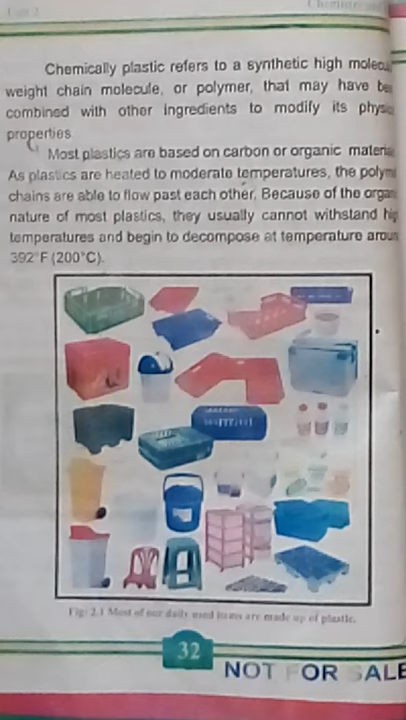 Chemically plastic refers to a synthetic high
weight chain molecule, or polymer, that may have
combined with other ingredients to modify its
properties
Most plastics are based on carbon or organic
As plastics are heated to moderate temperatures, the
chains are able to flow past each other. Because of the
nature of most plastics, they usually cannot withstand
temperatures and begin to decompose at temperature
392°F (200°C).
Fig: 2.1 Most of our daily used items are made up of plastic.
32
NOT FOR SALE